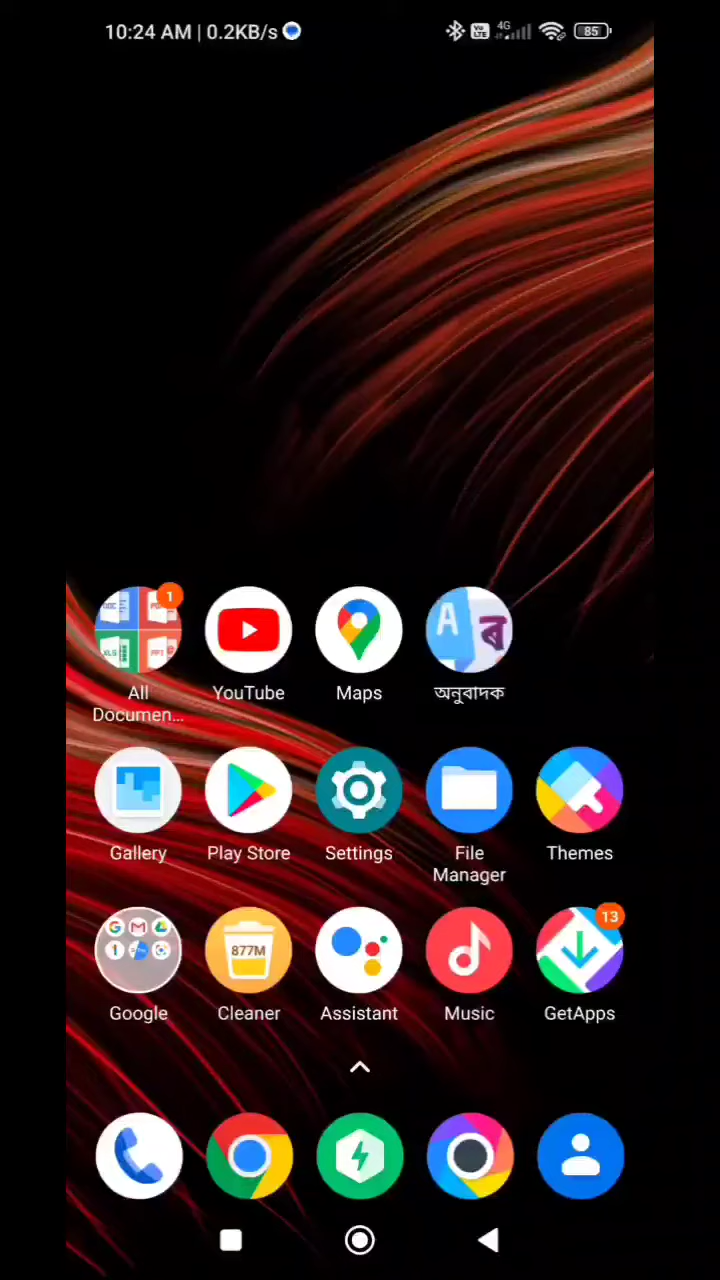 10:24 AM | 0.2KB/s 4G 85
1
All Documen...
YouTube
Maps
A ৰ
অনুবাদক
Gallery
Play Store
Settings
File Manager
Themes
877M
13
Google
Cleaner
Assistant
Music
GetApps